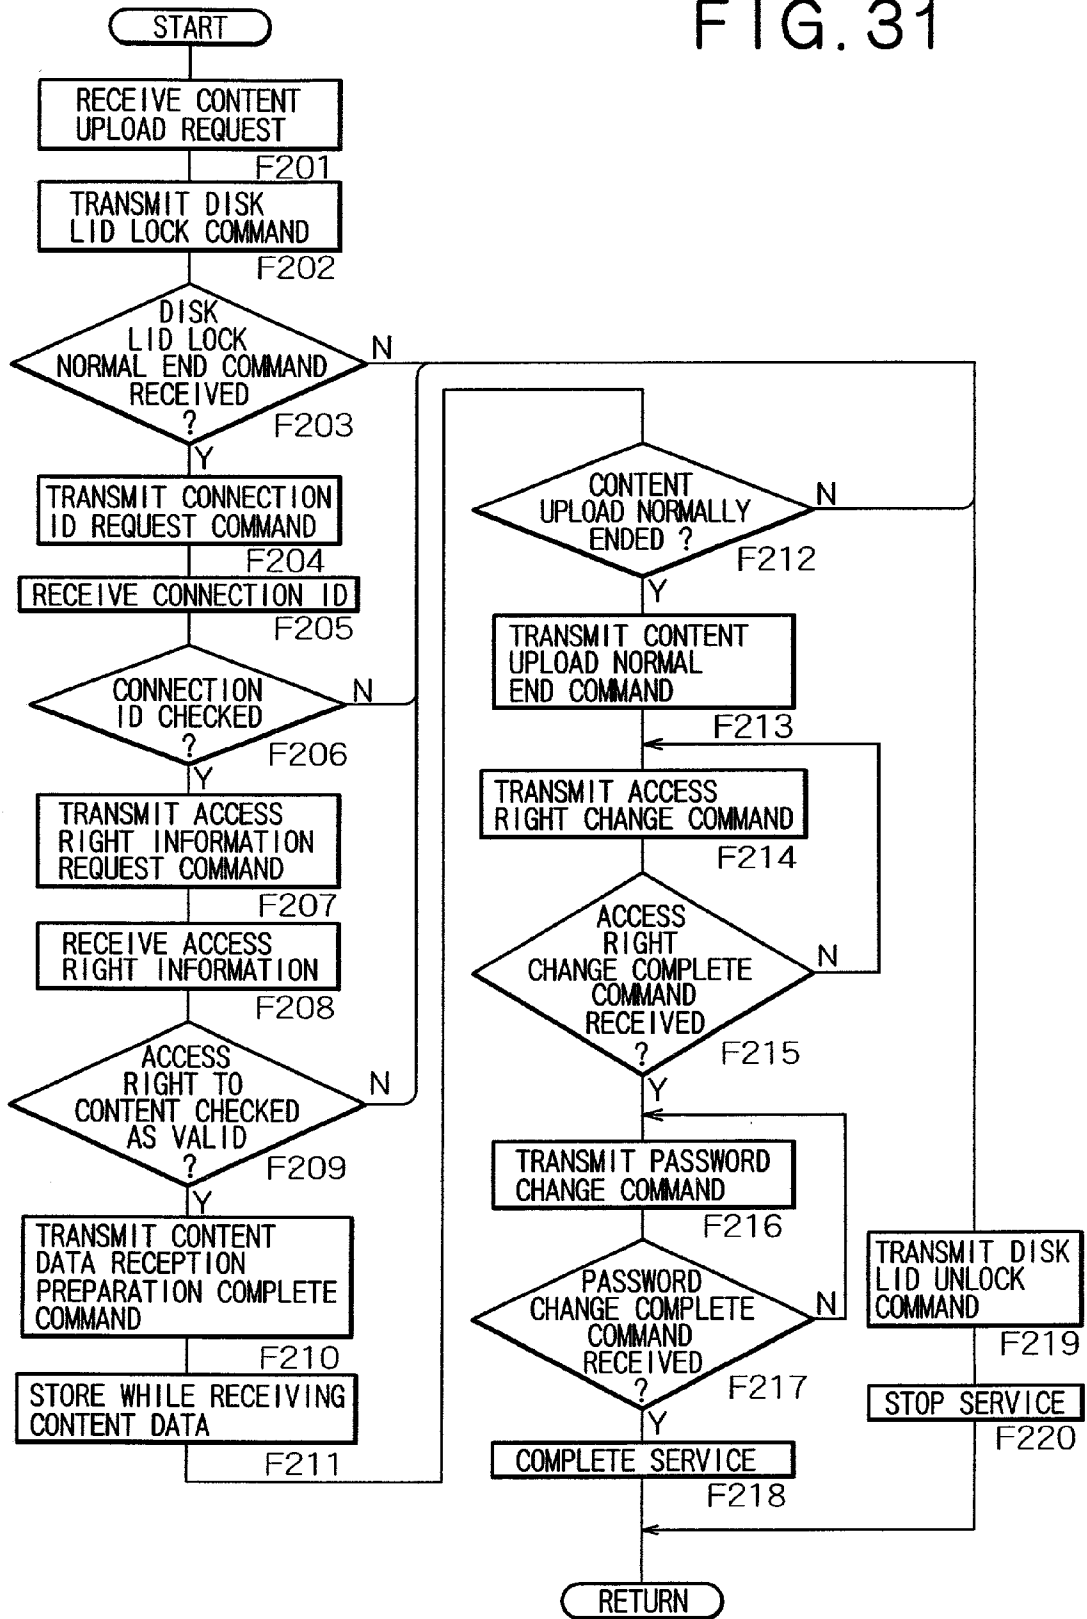 FIG. 31
START
RECEIVE CONTENT
UPLOAD REQUEST
F201
TRANSMIT DISK
LID LOCK COMMAND
F202
DISK
LID LOCK
NORMAL END COMMAND
RECEIVED
?
F203
N
Y
TRANSMIT CONNECTION
ID REQUEST COMMAND
F204
RECEIVE CONNECTION ID
F205
CONNECTION
ID CHECKED
?
F206
N
Y
TRANSMIT ACCESS
RIGHT INFORMATION
REQUEST COMMAND
F207
RECEIVE ACCESS
RIGHT INFORMATION
F208
ACCESS
RIGHT TO
CONTENT CHECKED
AS VALID
?
F209
N
Y
TRANSMIT CONTENT
DATA RECEPTION
PREPARATION COMPLETE
COMMAND
F210
STORE WHILE RECEIVING
CONTENT DATA
F211
CONTENT
UPLOAD NORMALLY
ENDED ?
F212
N
Y
TRANSMIT CONTENT
UPLOAD NORMAL
END COMMAND
F213
TRANSMIT ACCESS
RIGHT CHANGE COMMAND
F214
ACCESS
RIGHT
CHANGE COMPLETE
COMMAND
RECEIVED
?
F215
N
Y
TRANSMIT PASSWORD
CHANGE COMMAND
F216
PASSWORD
CHANGE COMPLETE
COMMAND
RECEIVED
?
F217
N
Y
COMPLETE SERVICE
F218
TRANSMIT DISK
LID UNLOCK
COMMAND
F219
STOP SERVICE
F220
RETURN